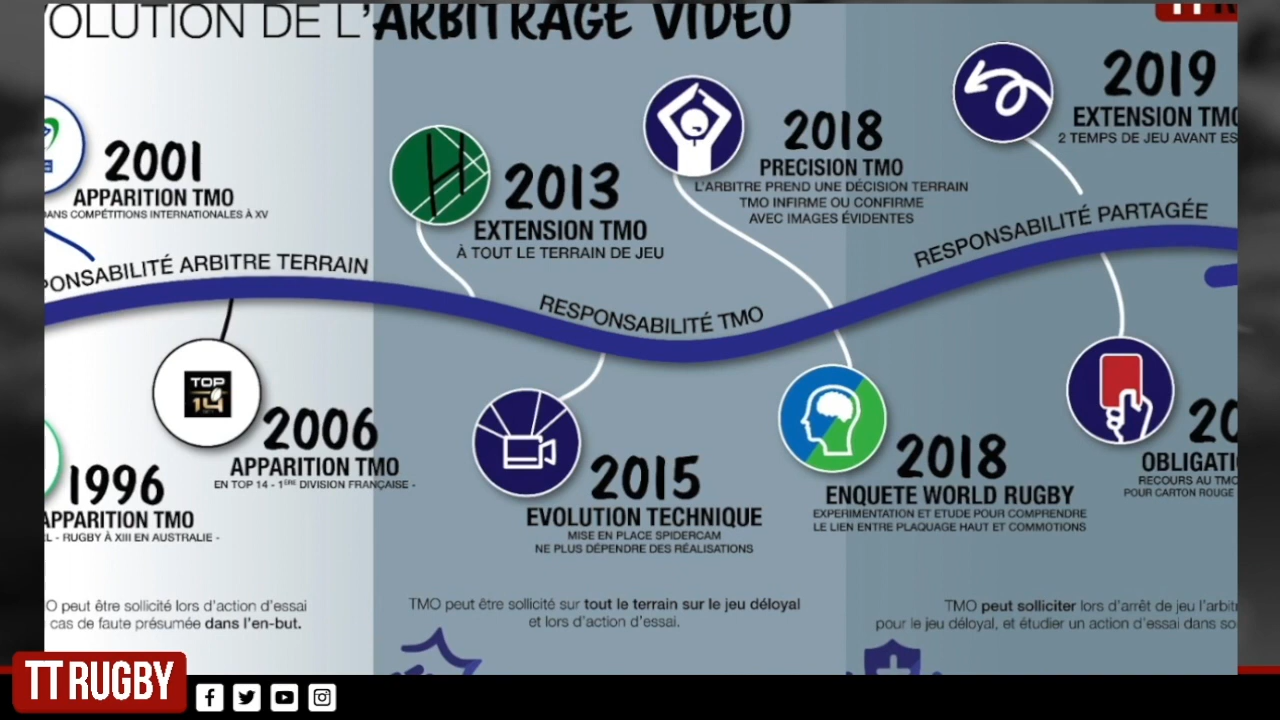 OLUTION DE L'ARBITRAGE VIDEO
TT
2001
APPARITION TMO
DANS COMPÉTITIONS INTERNATIONALES À XV
2013
EXTENSION TMO
À TOUT LE TERRAIN DE JEU
2018
PRECISION TMO
L'ARBITRE PREND UNE DÉCISION TERRAIN
TMO INFIRME OU CONFIRME
AVEC IMAGES ÉVIDENTES
2019
EXTENSION TMO
2 TEMPS DE JEU AVANT ES
PONSABILITÉ ARBITRE TERRAIN
RESPONSABILITÉ TMO
RESPONSABILITÉ PARTAGÉE
TOP
14
2006
APPARITION TMO
EN TOP 14 - 1ÈRE DIVISION FRANÇAISE -
1996
APPARITION TMO
RL - RUGBY À XIII EN AUSTRALIE -
2015
EVOLUTION TECHNIQUE
MISE EN PLACE SPIDERCAM
NE PLUS DÉPENDRE DES RÉALISATIONS
2018
ENQUETE WORLD RUGBY
EXPERIMENTATION ET ETUDE POUR COMPRENDRE
LE LIEN ENTRE PLAQUAGE HAUT ET COMMOTIONS
20
OBLIGATI
RECOURS AU TMO
POUR CARTON ROUGE
O peut être sollicité lors d'action d'essai
cas de faute présumée dans l'en-but.
TMO peut être sollicité sur tout le terrain sur le jeu déloyal
et lors d'action d'essai.
TMO peut solliciter lors d'arrêt de jeu l'arbit
pour le jeu déloyal, et étudier un action d'essai dans so
TT RUGBY